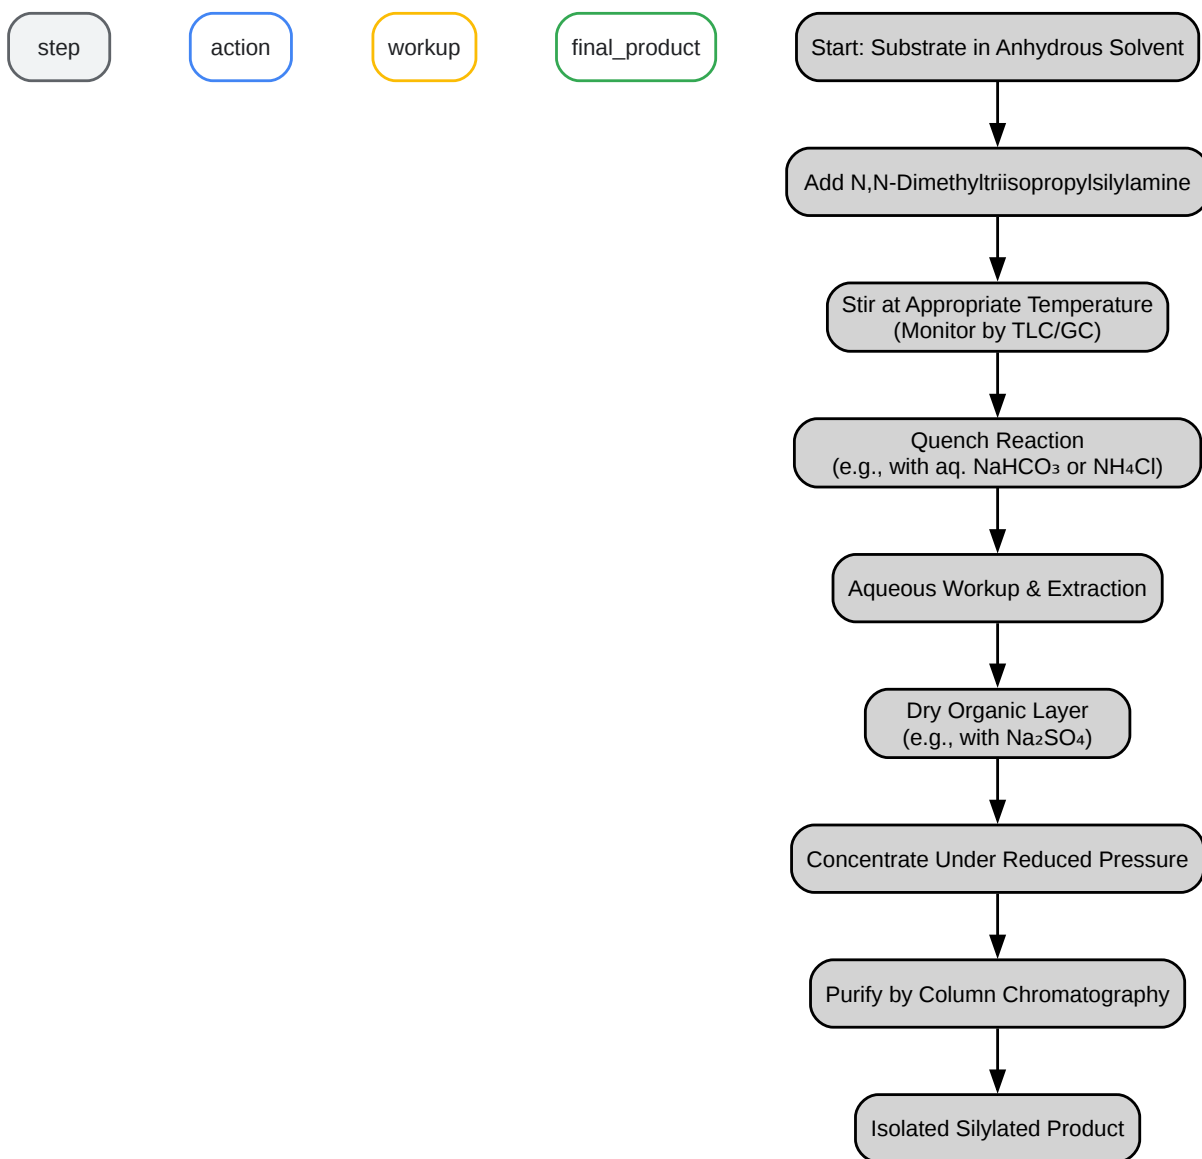 step
action
workup
final_product
Start: Substrate in Anhydrous Solvent
Add N,N-Dimethyltriisopropylsilylamine
Stir at Appropriate Temperature
(Monitor by TLC/GC)
Quench Reaction
(e.g., with aq. NaHCO₃ or NH₄Cl)
Aqueous Workup & Extraction
Dry Organic Layer
(e.g., with Na₂SO₄)
Concentrate Under Reduced Pressure
Purify by Column Chromatography
Isolated Silylated Product